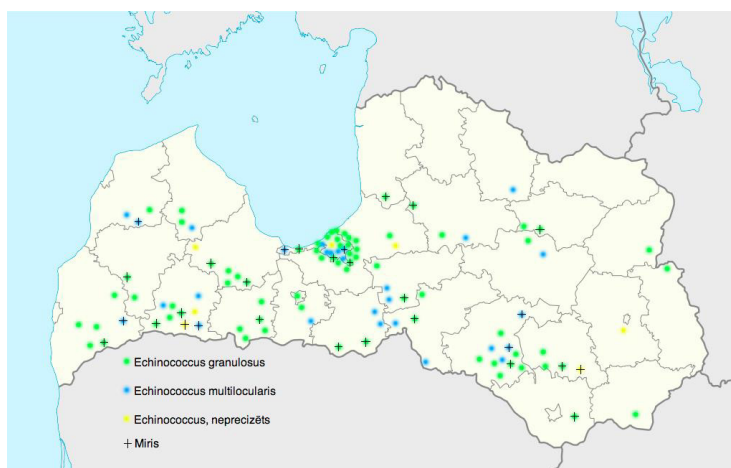 Echinococcus granulosus
Echinococcus multilocularis
Echinococcus, neprecizēts
Miris